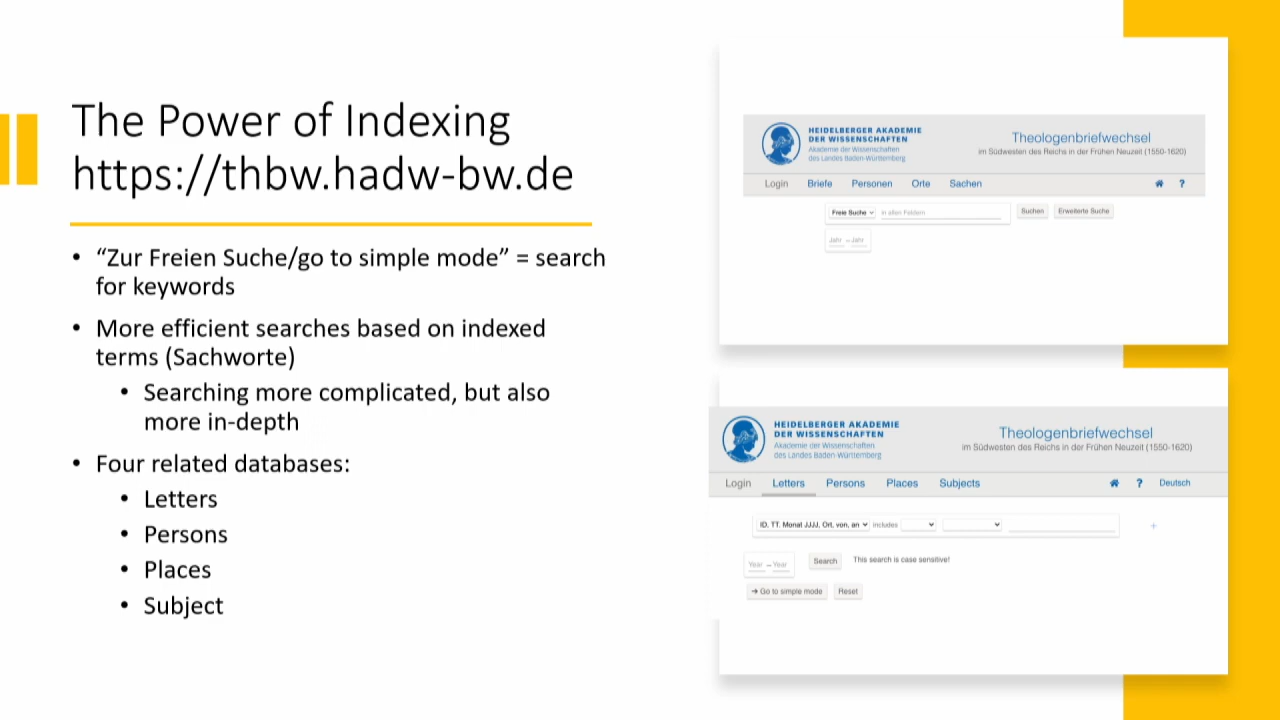 The Power of Indexing
https://thbw.hadw-bw.de
• “Zur Freien Suche/go to simple mode” = search
for keywords
• More efficient searches based on indexed
terms (Sachworte)
• Searching more complicated, but also
more in-depth
• Four related databases:
• Letters
• Persons
• Places
• Subject
HEIDELBERGER AKADEMIE
DER WISSENSCHAFTEN
Akademie der Wissenschaften
des Landes Baden-Württemberg
Theologenbriefwechsel
im Südwesten des Reichs in der Frühen Neuzeit (1550-1620)
Login Briefe Personen Orte Sachen ?
Freie Suche in allen Feldern Suchen Erweiterte Suche
Jahr – Jahr
HEIDELBERGER AKADEMIE
DER WISSENSCHAFTEN
Akademie der Wissenschaften
des Landes Baden-Württemberg
Theologenbriefwechsel
im Südwesten des Reichs in der Frühen Neuzeit (1550-1620)
Login Letters Persons Places Subjects ? Deutsch
ID, TT. Monat JJJJ, Ort, von, an includes
Year – Year Search This search is case sensitive!
➔ Go to simple mode Reset